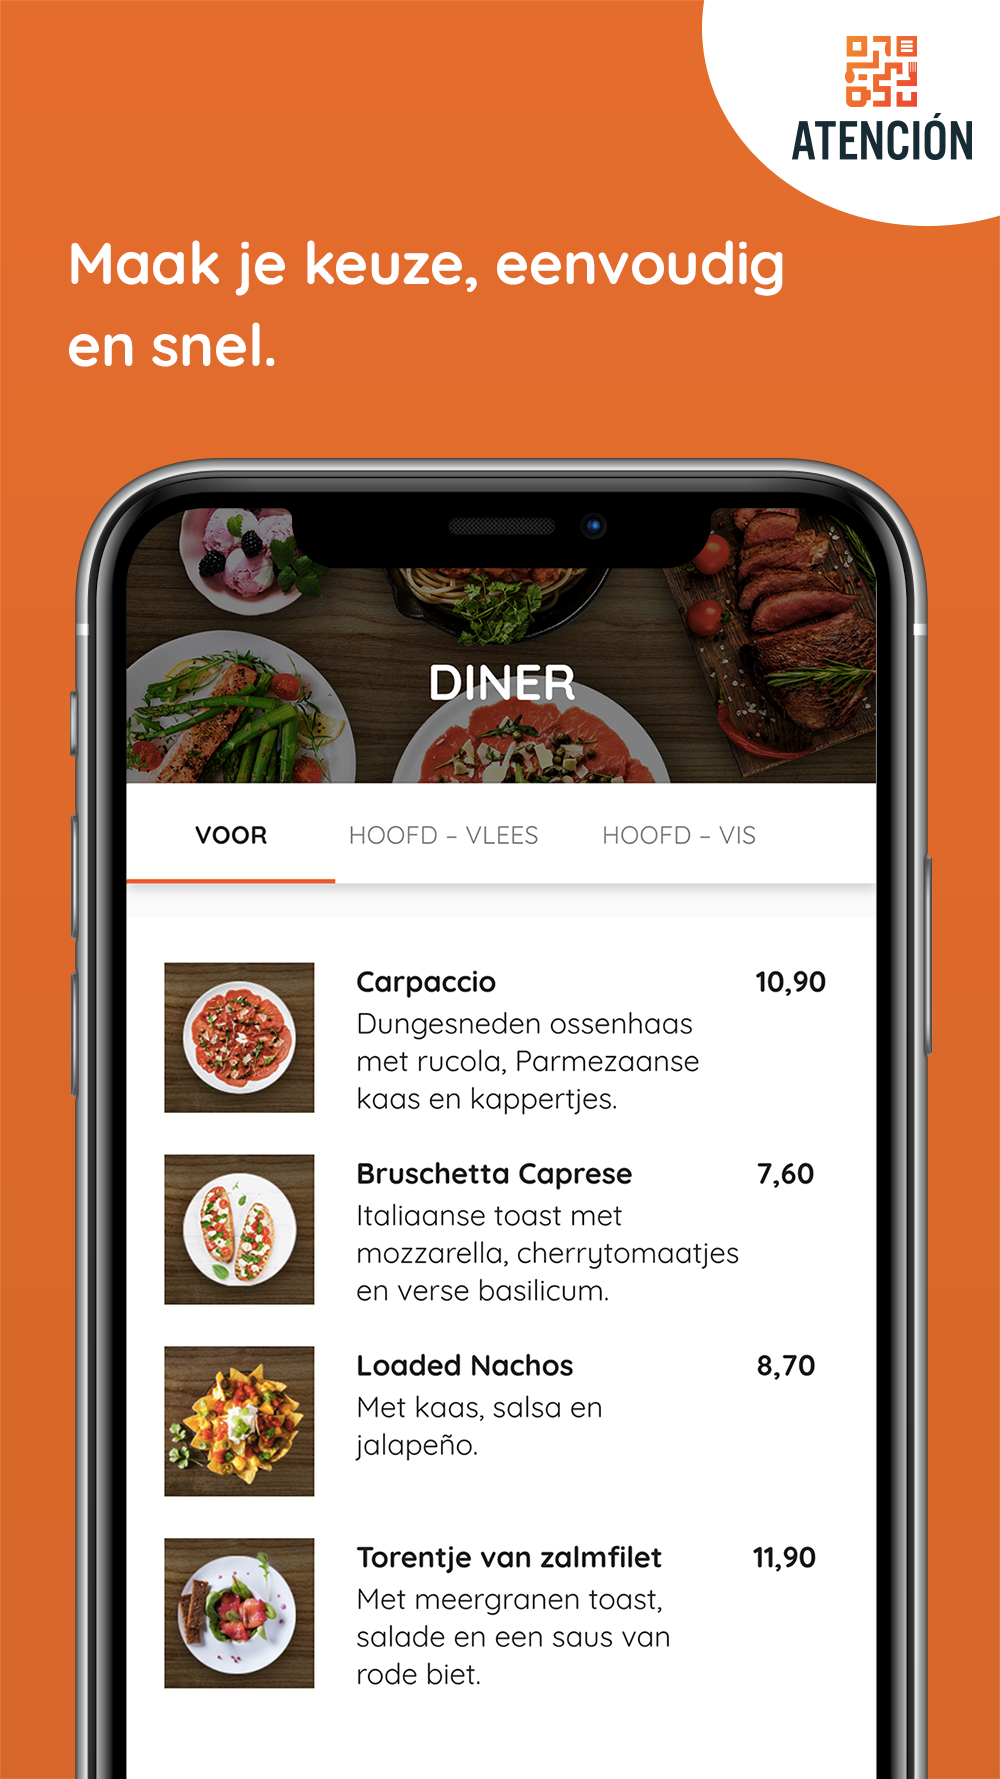 ATENCIÓN
Maak je keuze, eenvoudig
en snel.
DINER
VOOR
HOOFD – VLEES
HOOFD – VIS
Carpaccio 10,90
Dungesneden ossenhaas
met rucola, Parmezaanse
kaas en kappertjes.
Bruschetta Caprese 7,60
Italiaanse toast met
mozzarella, cherrytomaatjes
en verse basilicum.
Loaded Nachos 8,70
Met kaas, salsa en
jalapeño.
Torentje van zalmfilet 11,90
Met meergranen toast,
salade en een saus van
rode biet.